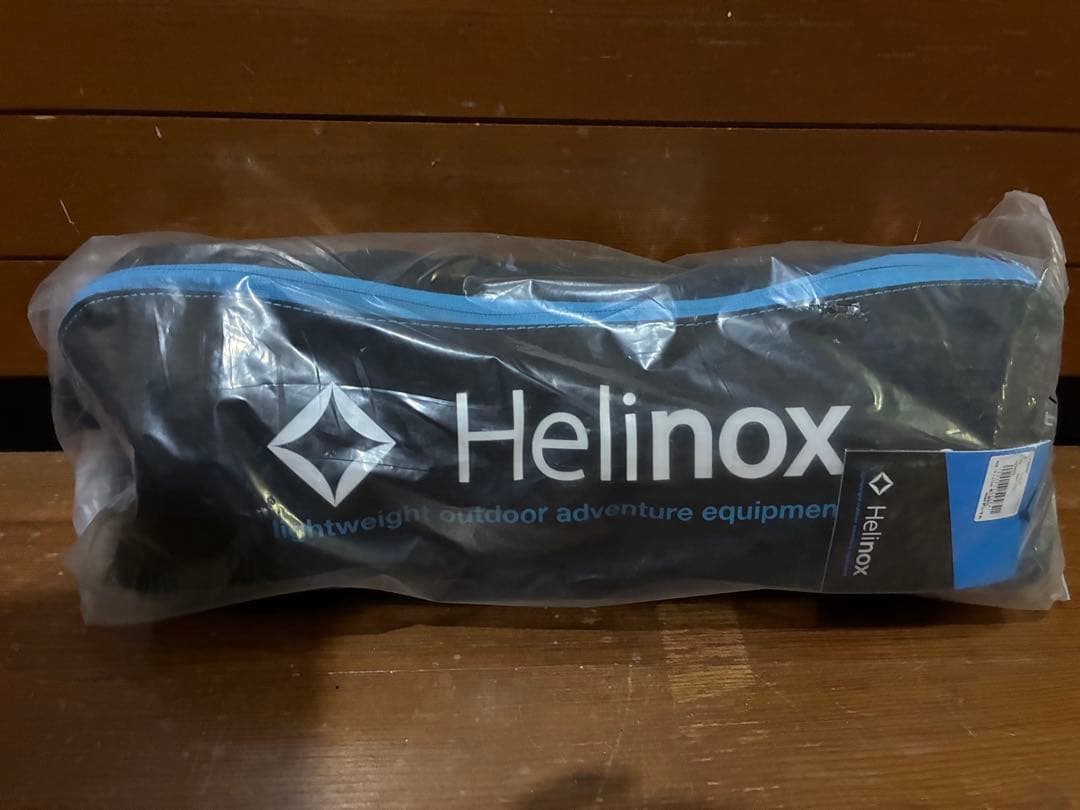 Helinox
lightweight outdoor adventure equipmen
Helinox